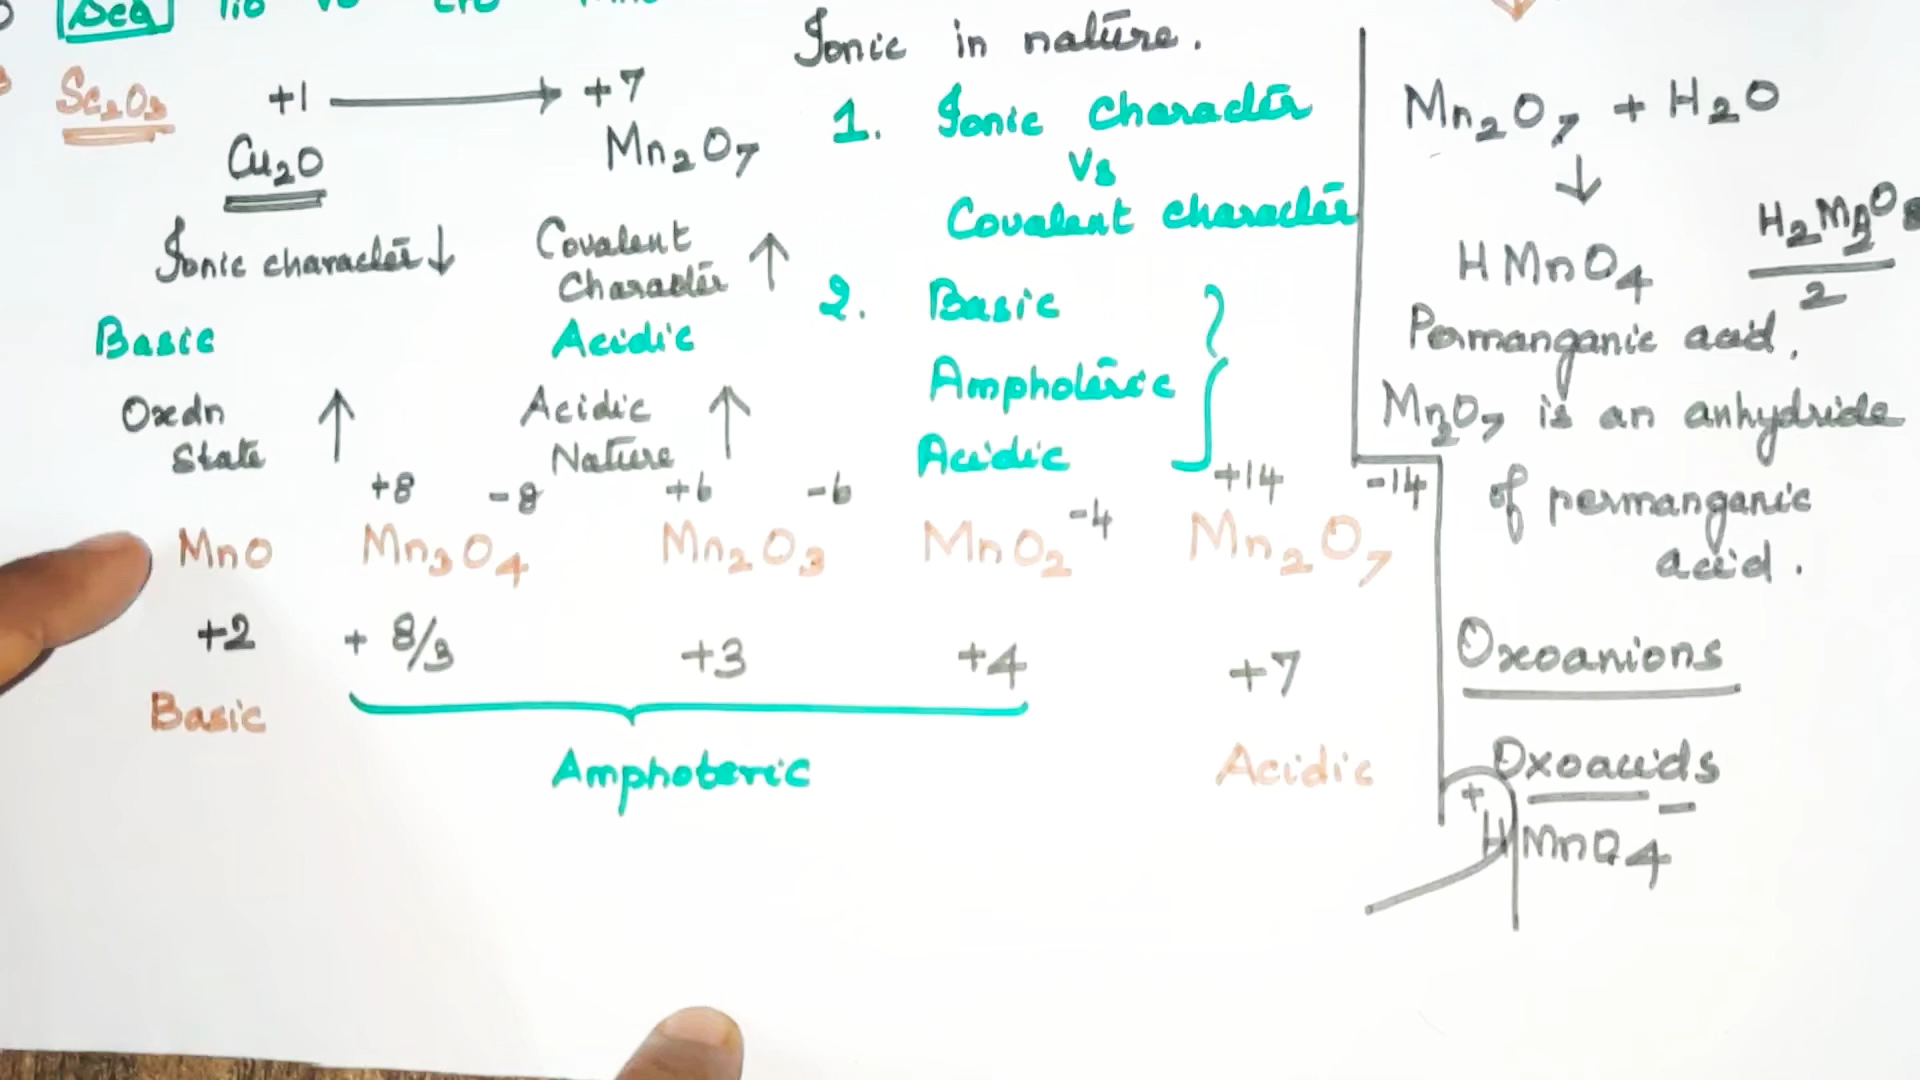 Sc₂O₃
+1 ⟶ +7
Cu₂O Mn₂O₇
Ionic character ↓ Covalent Character ↑
Basic Acidic
Oxdn State ↑ Acidic Nature ↑
Ionic in nature.
1. Ionic character
Vs
Covalent character
2. Basic
Amphoteric
Acidic
+8 -8 +6 -6 -4 +14 -14
MnO Mn₃O₄ Mn₂O₃ MnO₂ Mn₂O₇
+2 + 8/3 +3 +4 +7
Basic Amphoteric Acidic
Mn₂O₇ + H₂O
↓
HMnO₄ H₂Mn₂O₈
2
Permanganic acid.
Mn₂O₇ is an anhydride
of permanganic
acid.
Oxoanions
Oxoacids
+ −
HMnO₄